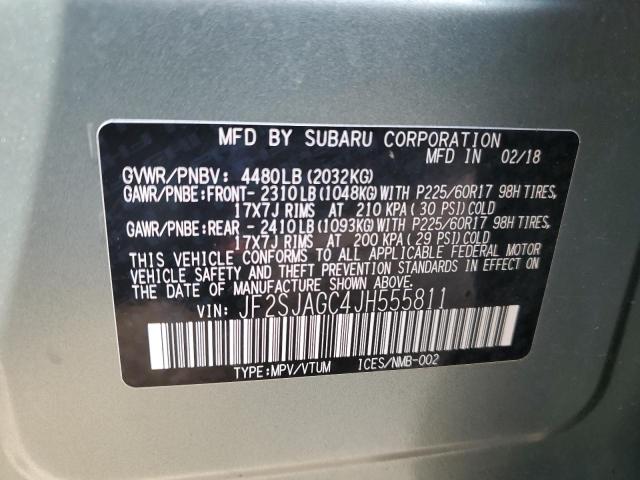 MFD BY SUBARU CORPORATION
MFD IN 02/18
GVWR/PNBV: 4480LB(2032KG)
GAWR/PNBE:FRONT- 2310LB(1048KG)WITH P225/60R17 98H TIRES,
17X7J RIMS AT 210 KPA(30 PSI)COLD
GAWR/PNBE:REAR - 2410LB(1093KG)WITH P225/60R17 98H TIRES,
17X7J RIMS AT 200 KPA(29 PSI)COLD
THIS VEHICLE CONFORMS TO ALL APPLICABLE FEDERAL MOTOR
VEHICLE SAFETY AND THEFT PREVENTION STANDARDS IN EFFECT ON
THE DATE OF MANUFACTURE SHOWN ABOVE.
VIN: JF2SJAGC4JH555811
TYPE:MPV/VTUM ICES/NMB-002